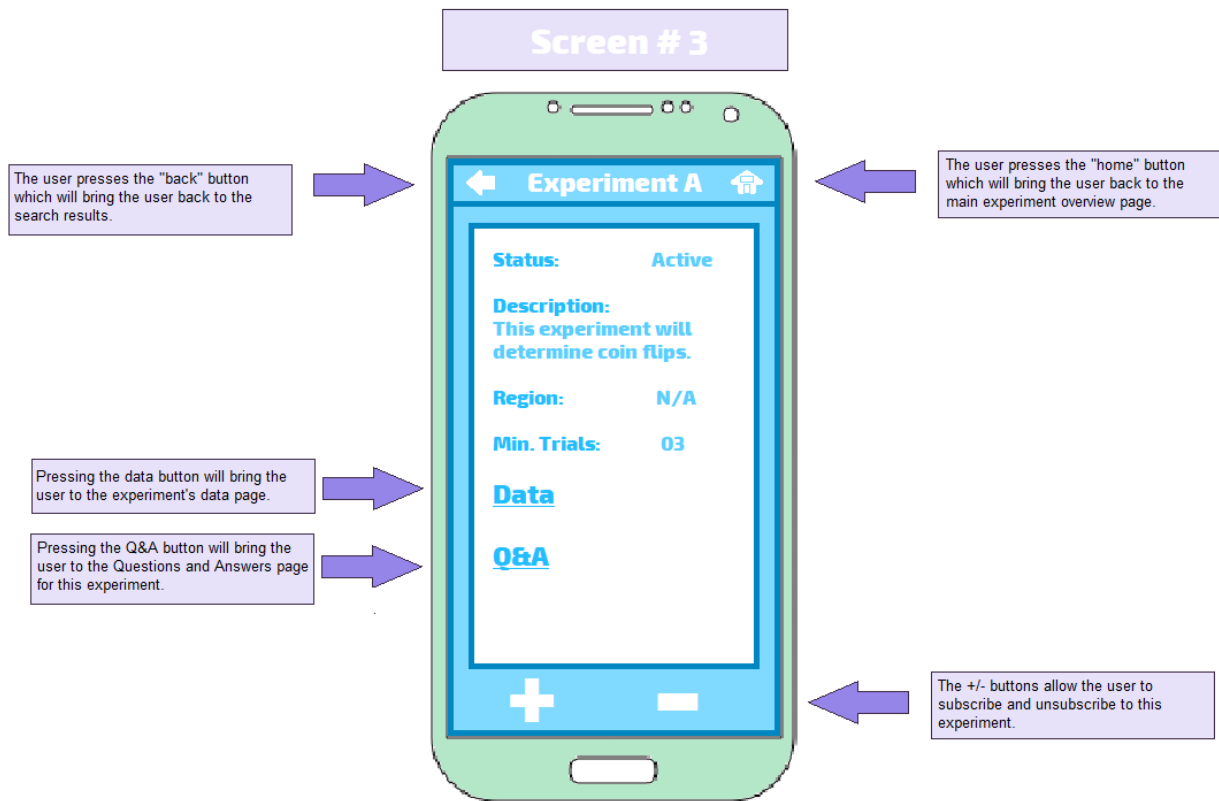 Screen # 3
The user presses the "back" button
which will bring the user back to the
search results.
The user presses the "home" button
which will bring the user back to the
main experiment overview page.
Experiment A
Status: Active
Description:
This experiment will
determine coin flips.
Region: N/A
Min. Trials: 03
Pressing the data button will bring the
user to the experiment's data page.
Data
Pressing the Q&A button will bring the
user to the Questions and Answers page
for this experiment.
Q&A
+ -
The +/- buttons allow the user to
subscribe and unsubscribe to this
experiment.